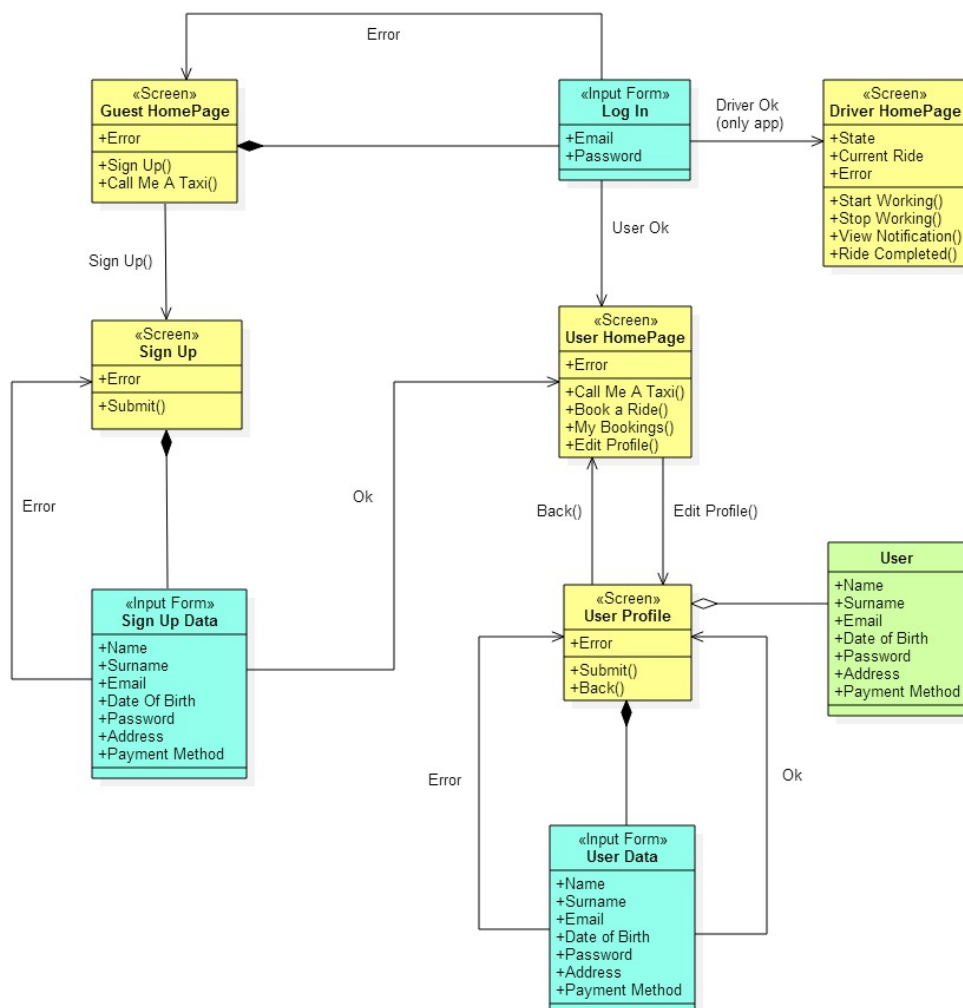 Error
«Screen»
Guest HomePage
+Error
+Sign Up()
+Call Me A Taxi()
«Input Form»
Log In
+Email
+Password
Driver Ok
(only app)
«Screen»
Driver HomePage
+State
+Current Ride
+Error
+Start Working()
+Stop Working()
+View Notification()
+Ride Completed()
Sign Up()
User Ok
«Screen»
Sign Up
+Error
+Submit()
«Screen»
User HomePage
+Error
+Call Me A Taxi()
+Book a Ride()
+My Bookings()
+Edit Profile()
Error
Ok
Back()
Edit Profile()
«Input Form»
Sign Up Data
+Name
+Surname
+Email
+Date Of Birth
+Password
+Address
+Payment Method
«Screen»
User Profile
+Error
+Submit()
+Back()
User
+Name
+Surname
+Email
+Date of Birth
+Password
+Address
+Payment Method
Error
Ok
«Input Form»
User Data
+Name
+Surname
+Email
+Date of Birth
+Password
+Address
+Payment Method